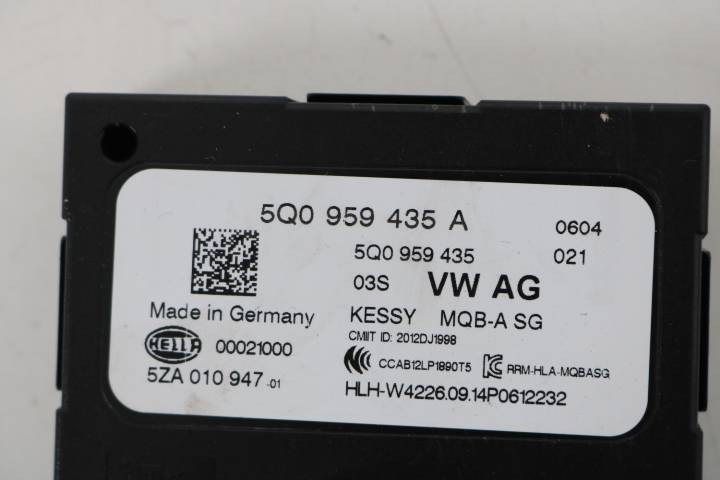 5Q0 959 435 A 0604
5Q0 959 435 021
03S VW AG
Made in Germany KESSY MQB-A SG
CMIIT ID: 2012DJ1998
HELLA 00021000 CCAB12LP1890T5 RRM-HLA-MQBASG
5ZA 010 947-01 HLH-W4226.09.14P0612232